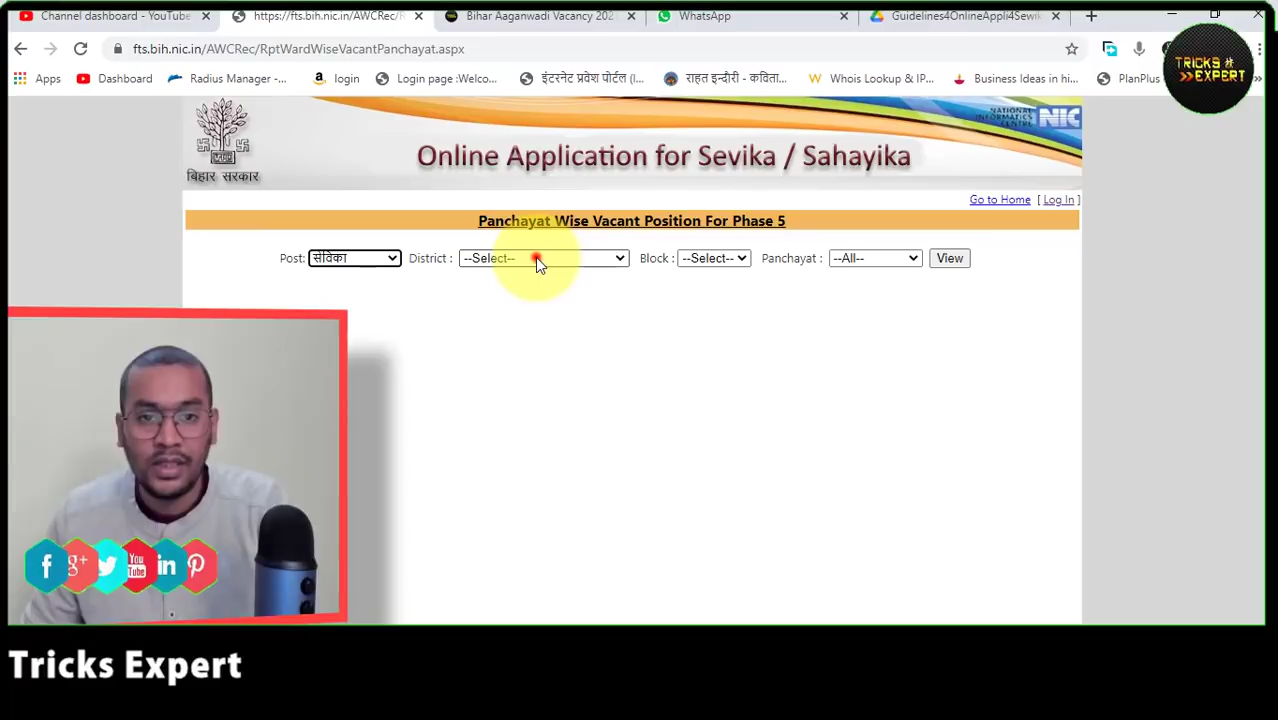 Channel dashboard - YouTube
https://fts.bih.nic.in/AWCRec/R
Bihar Aaganwadi Vacancy 202
WhatsApp
Guidelines4OnlineAppli4Sewik
fts.bih.nic.in/AWCRec/RptWardWiseVacantPanchayat.aspx
Apps
Dashboard
Radius Manager -...
login
Login page :Welco...
इंटरनेट प्रवेश पोर्टल (I...
राहत इन्दौरी - कविता...
Whois Lookup & IP...
Business Ideas in hi...
PlanPlus
TRICKS
EXPERT
NATIONAL
INFORMATICS
CENTRE
NIC
Online Application for Sevika / Sahayika
बिहार सरकार
Go to Home [ Log In ]
Panchayat Wise Vacant Position For Phase 5
Post: सेविका District : --Select-- Block : --Select-- Panchayat : --All-- View
f g+ You Tube in
Tricks Expert